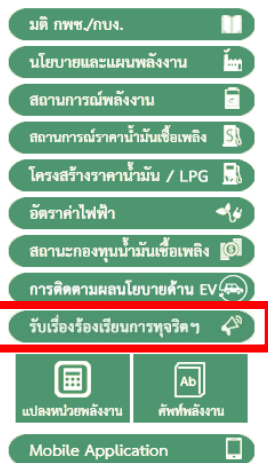 มติ กพช./กบง.
นโยบายและแผนพลังงาน
สถานการณ์พลังงาน
สถานการณ์ราคาน้ำมันเชื้อเพลิง
โครงสร้างราคาน้ำมัน / LPG
อัตราค่าไฟฟ้า
สถานะกองทุนน้ำมันเชื้อเพลิง
การติดตามผลนโยบายด้าน EV
รับเรื่องร้องเรียนการทุจริตฯ
แปลงหน่วยพลังงาน
Ab
ศัพท์พลังงาน
Mobile Application